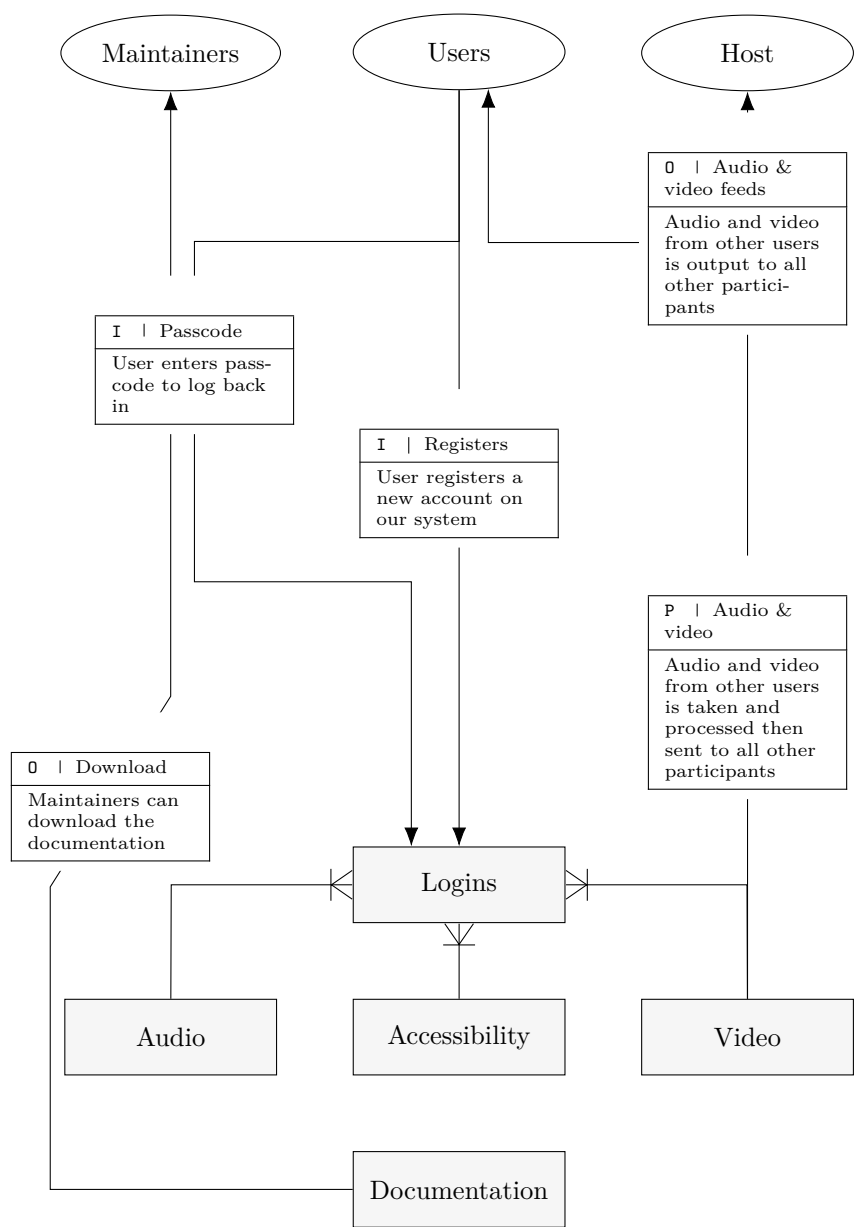 Maintainers
Users
Host
O | Audio &
video feeds
Audio and video
from other users
is output to all
other partici-
pants
I | Passcode
User enters pass-
code to log back
in
I | Registers
User registers a
new account on
our system
P | Audio &
video
Audio and video
from other users
is taken and
processed then
sent to all other
participants
O | Download
Maintainers can
download the
documentation
Logins
Audio
Accessibility
Video
Documentation